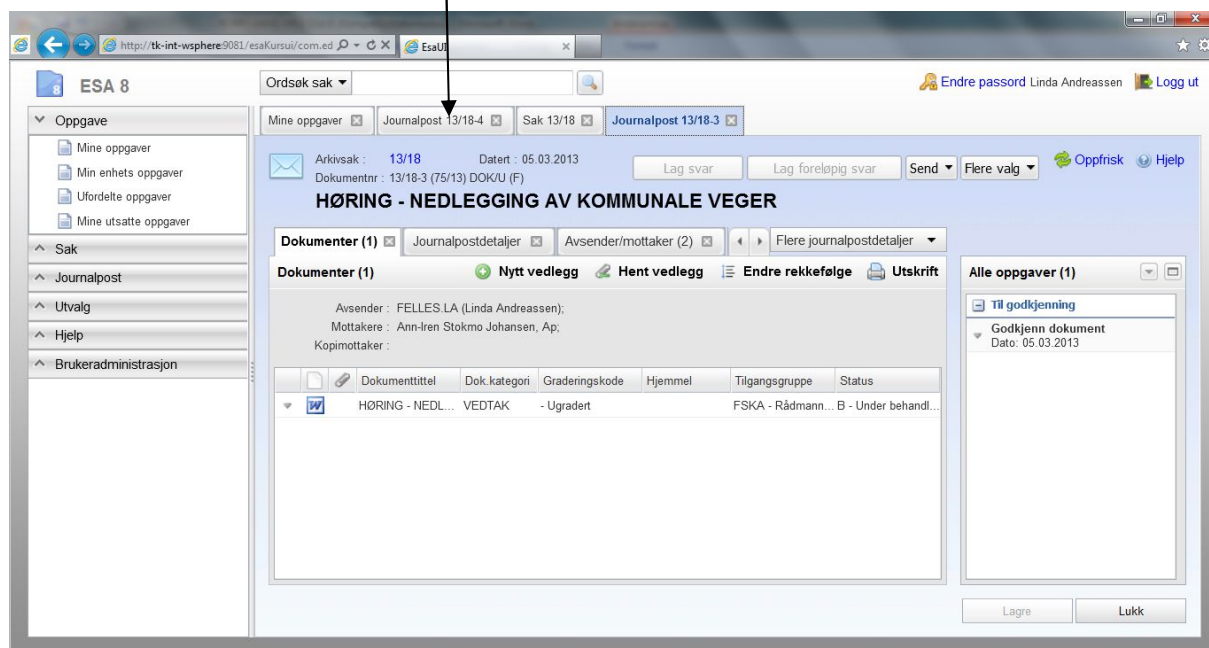 http://tk-int-wsphere:9081/esaKursui/com.ed
EsaUI
ESA 8
Ordsøk sak
Endre passord Linda Andreassen Logg ut
Oppgave
Mine oppgaver
Min enhets oppgaver
Ufordelte oppgaver
Mine utsatte oppgaver
Sak
Journalpost
Utvalg
Hjelp
Brukeradministrasjon
Mine oppgaver Journalpost 13/18-4 Sak 13/18 Journalpost 13/18-3
Arkivsak : 13/18 Datert : 05.03.2013
Dokumentnr : 13/18-3 (75/13) DOK/U (F)
Lag svar Lag foreløpig svar Send Flere valg Oppfrisk Hjelp
HØRING - NEDLEGGING AV KOMMUNALE VEGER
Dokumenter (1) Journalpostdetaljer Avsender/mottaker (2) Flere journalpostdetaljer
Dokumenter (1) Nytt vedlegg Hent vedlegg Endre rekkefølge Utskrift
Avsender : FELLES.LA (Linda Andreassen);
Mottakere : Ann-Iren Stokmo Johansen, Ap;
Kopimottaker :
Dokumenttittel Dok.kategori Graderingskode Hjemmel Tilgangsgruppe Status
HØRING - NEDL... VEDTAK - Ugradert FSKA - Rådmann... B - Under behandl...
Alle oppgaver (1)
Til godkjenning
Godkjenn dokument
Dato: 05.03.2013
Lagre Lukk